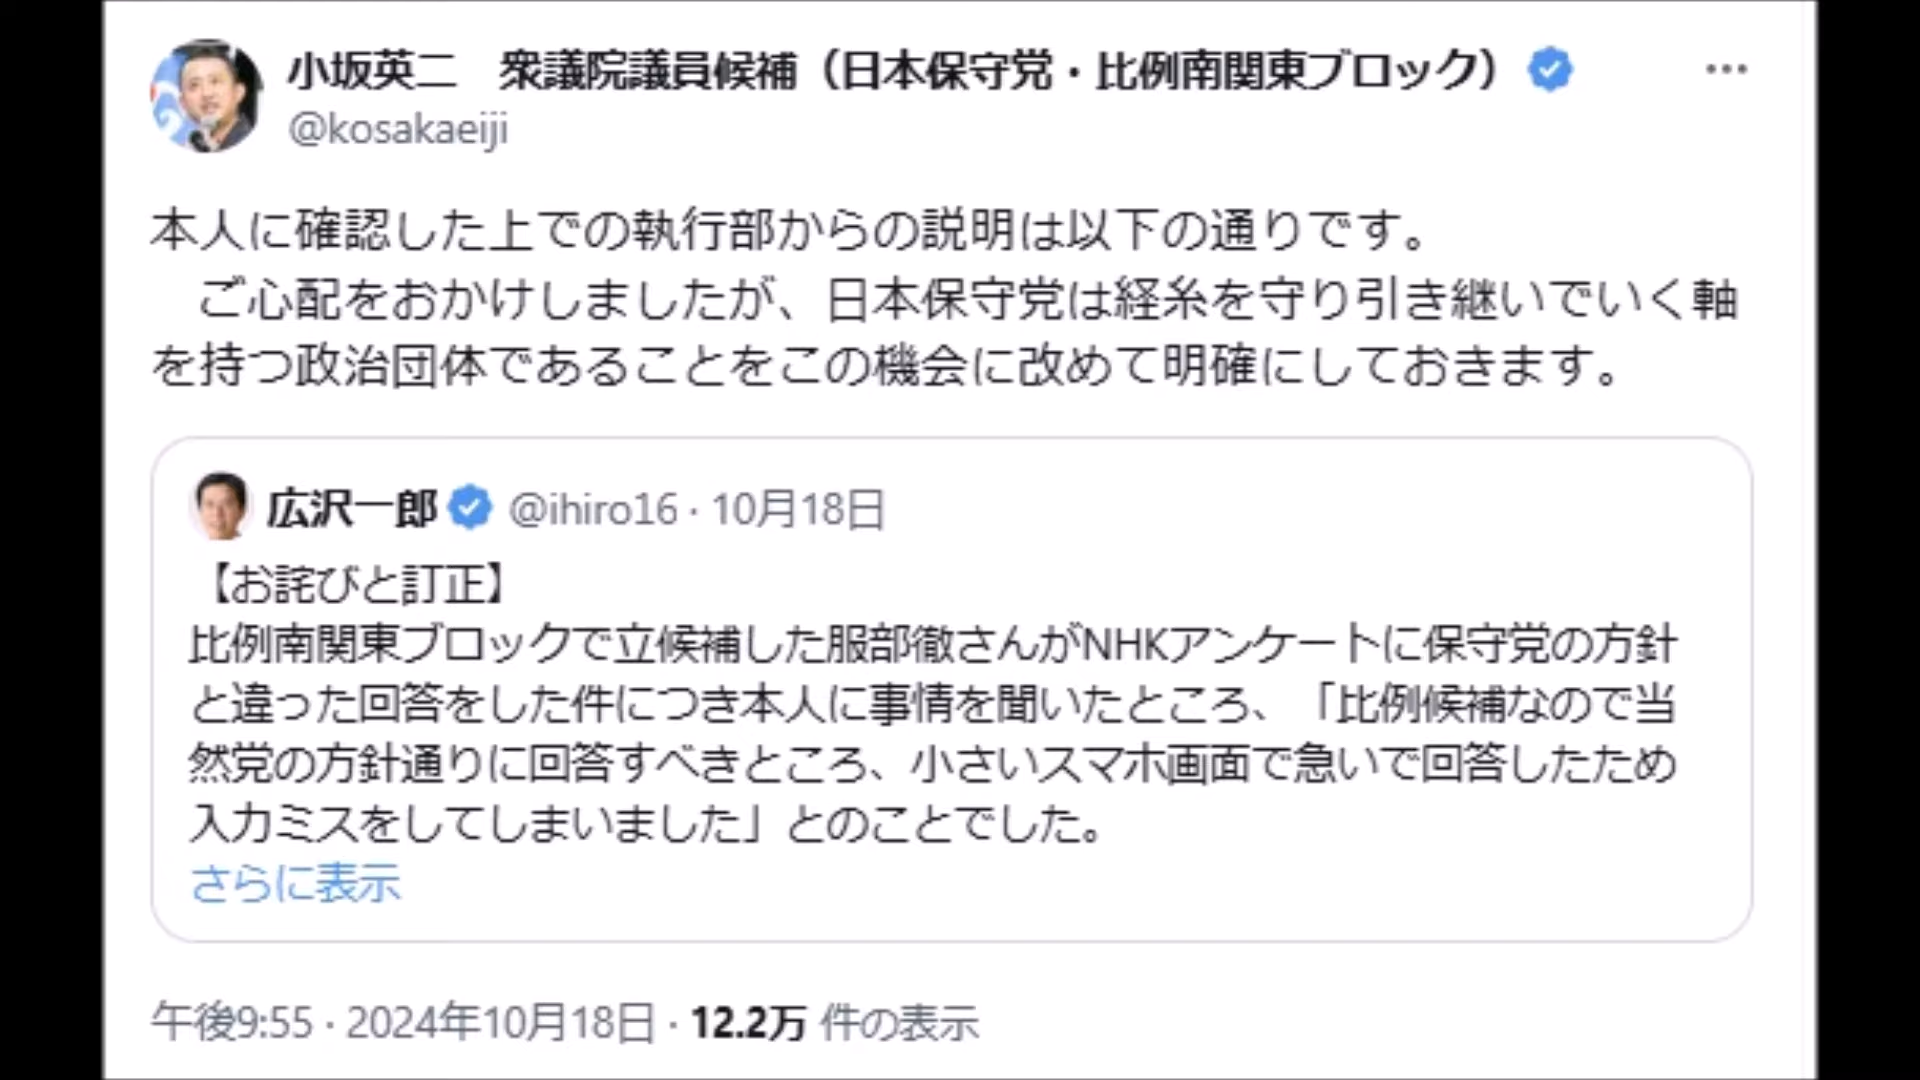 小坂英二　衆議院議員候補（日本保守党・比例南関東ブロック）
@kosakaeiji
本人に確認した上での執行部からの説明は以下の通りです。
　ご心配をおかけしましたが、日本保守党は経糸を守り引き継いでいく軸
を持つ政治団体であることをこの機会に改めて明確にしておきます。
広沢一郎 @ihiro16 · 10月18日
【お詫びと訂正】
比例南関東ブロックで立候補した服部徹さんがNHKアンケートに保守党の方針
と違った回答をした件につき本人に事情を聞いたところ、「比例候補なので当
然党の方針通りに回答すべきところ、小さいスマホ画面で急いで回答したため
入力ミスをしてしまいました」とのことでした。
さらに表示
午後9:55 · 2024年10月18日 · 12.2万 件の表示